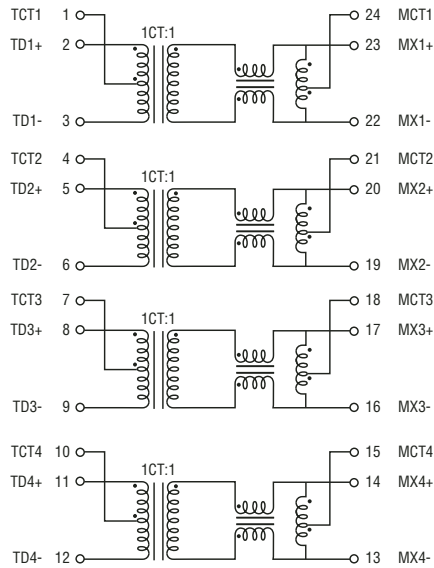 TCT1 1 24 MCT1
1CT:1
TD1+ 2 23 MX1+
TD1- 3 22 MX1-
TCT2 4 21 MCT2
1CT:1
TD2+ 5 20 MX2+
TD2- 6 19 MX2-
TCT3 7 18 MCT3
1CT:1
TD3+ 8 17 MX3+
TD3- 9 16 MX3-
TCT4 10 15 MCT4
1CT:1
TD4+ 11 14 MX4+
TD4- 12 13 MX4-